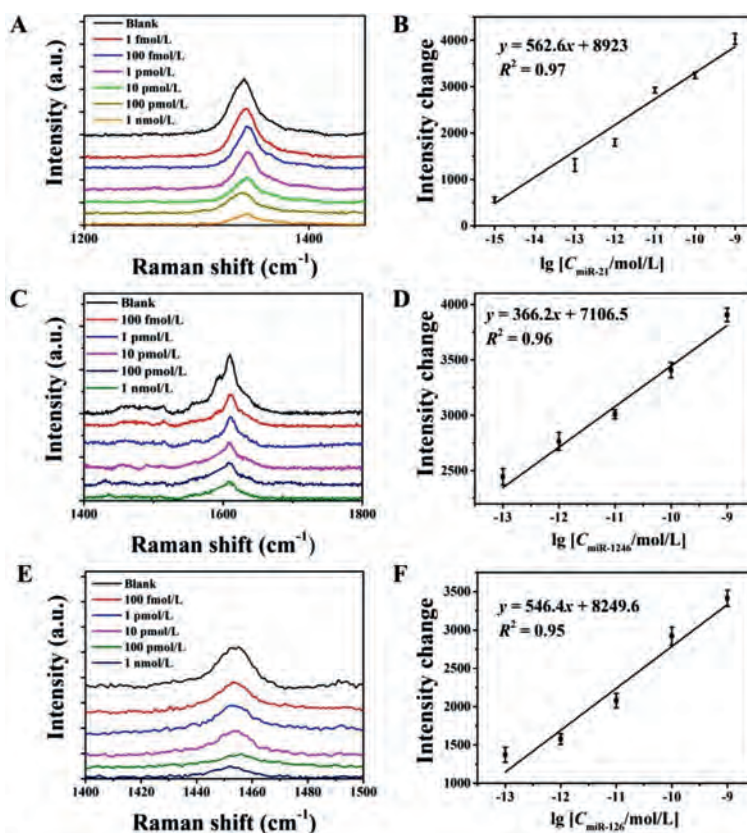 A
Intensity (a.u.)
Blank
1 fmol/L
100 fmol/L
1 pmol/L
10 pmol/L
100 pmol/L
1 nmol/L
1200
1400
Raman shift (cm⁻¹)
B
Intensity change
4000
3000
2000
1000
0
y = 562.6x + 8923
R² = 0.97
-15 -14 -13 -12 -11 -10 -9
lg [C miR-21/mol/L]
C
Intensity (a.u.)
Blank
100 fmol/L
1 pmol/L
10 pmol/L
100 pmol/L
1 nmol/L
1400 1600 1800
Raman shift (cm⁻¹)
D
Intensity change
4000
3500
3000
2500
y = 366.2x + 7106.5
R² = 0.96
-13 -12 -11 -10 -9
lg [C miR-1246/mol/L]
E
Intensity (a.u.)
Blank
100 fmol/L
1 pmol/L
10 pmol/L
100 pmol/L
1 nmol/L
1400 1420 1440 1460 1480 1500
Raman shift (cm⁻¹)
F
Intensity change
3500
3000
2500
2000
1500
1000
y = 546.4x + 8249.6
R² = 0.95
-13 -12 -11 -10 -9
lg [C miR-126/mol/L]